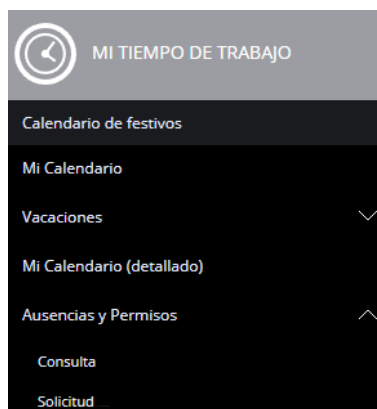 MI TIEMPO DE TRABAJO
Calendario de festivos
Mi Calendario
Vacaciones
Mi Calendario (detallado)
Ausencias y Permisos
Consulta
Solicitud